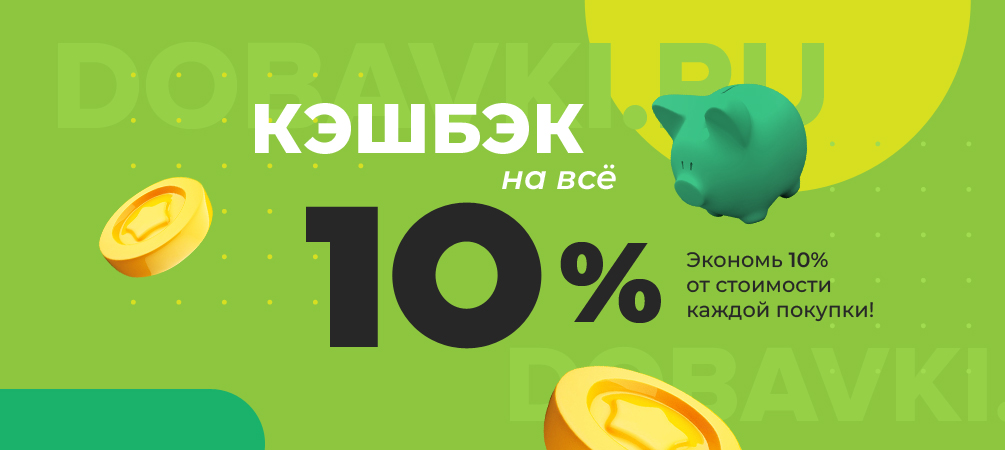 DOBAVKI.RU
КЭШБЭК
на всё
10%
Экономь 10%
от стоимости
каждой покупки!
DOBAVKI.